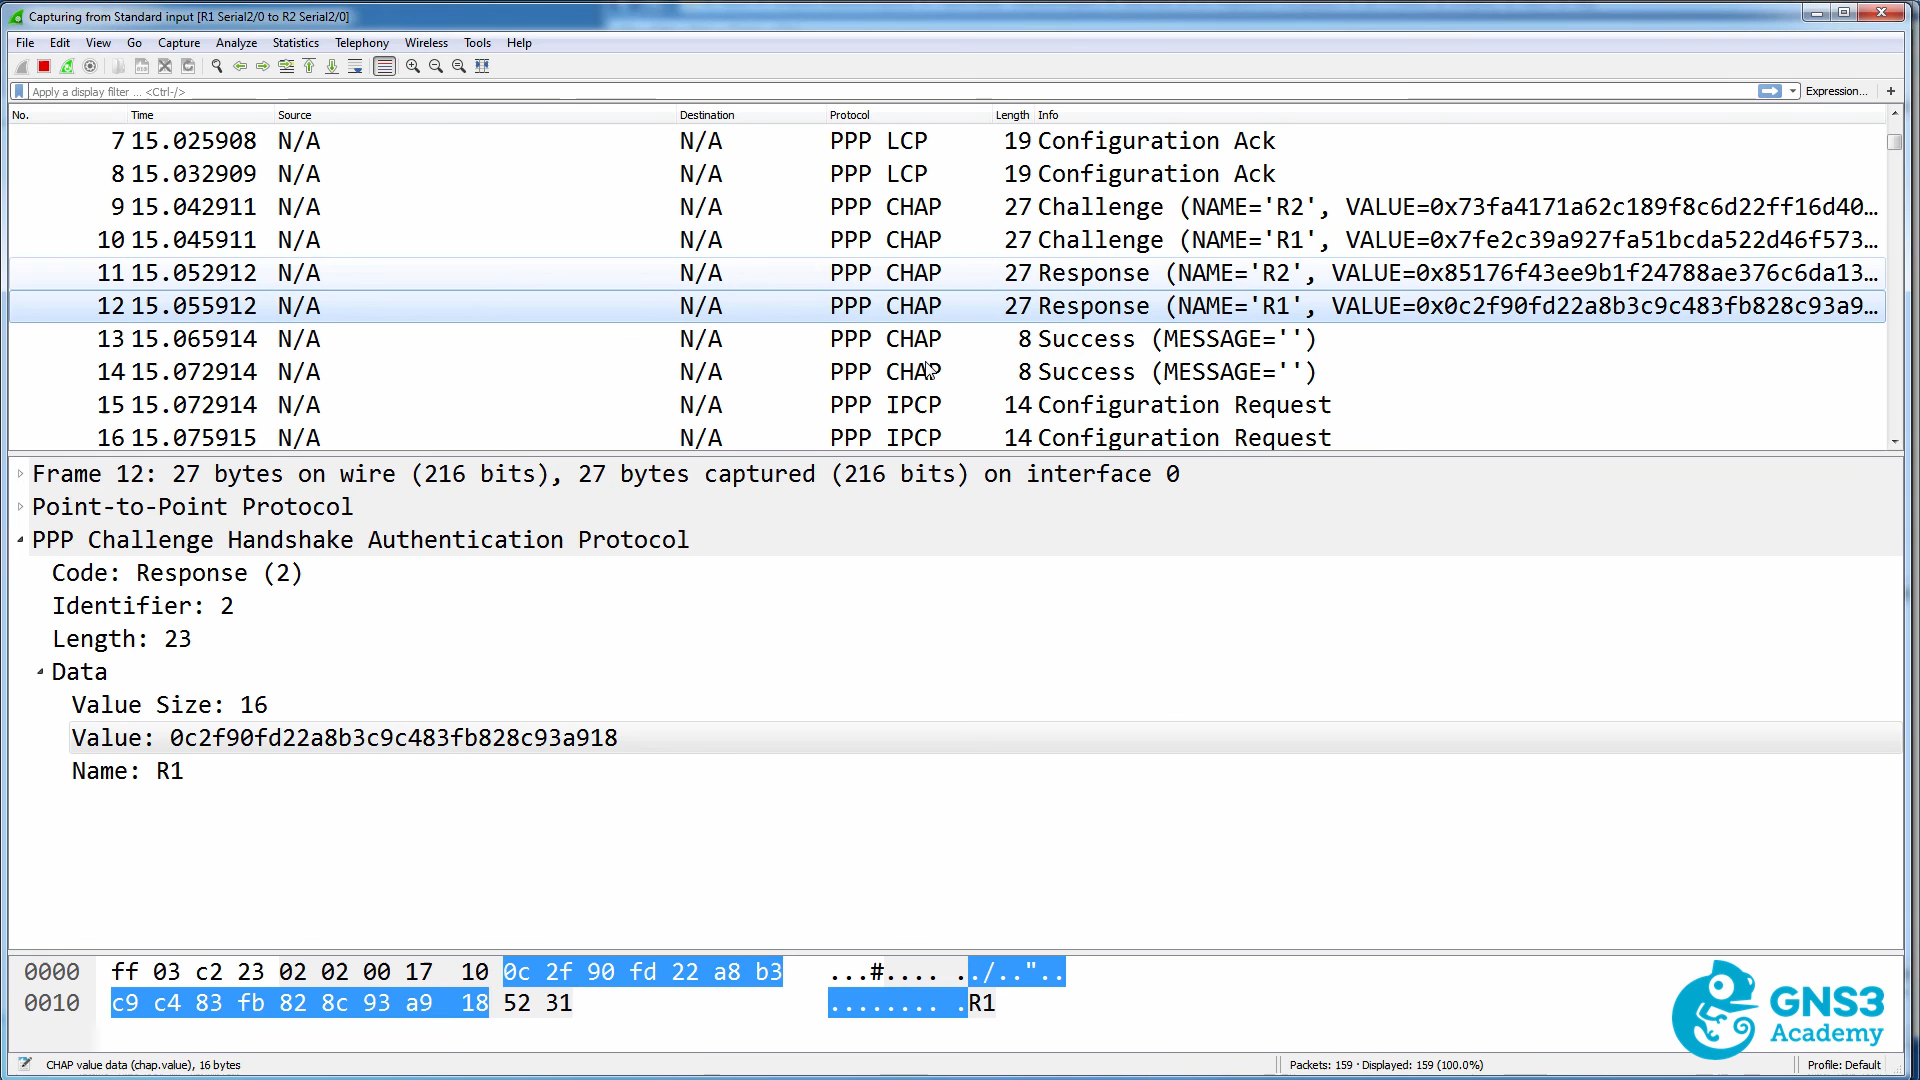 Capturing from Standard input [R1 Serial2/0 to R2 Serial2/0]
File Edit View Go Capture Analyze Statistics Telephony Wireless Tools Help
Apply a display filter ... <Ctrl-/> Expression... +
No. Time Source Destination Protocol Length Info
7 15.025908 N/A N/A PPP LCP 19 Configuration Ack
8 15.032909 N/A N/A PPP LCP 19 Configuration Ack
9 15.042911 N/A N/A PPP CHAP 27 Challenge (NAME='R2', VALUE=0x73fa4171a62c189f8c6d22ff16d40…
10 15.045911 N/A N/A PPP CHAP 27 Challenge (NAME='R1', VALUE=0x7fe2c39a927fa51bcda522d46f573…
11 15.052912 N/A N/A PPP CHAP 27 Response (NAME='R2', VALUE=0x85176f43ee9b1f24788ae376c6da13…
12 15.055912 N/A N/A PPP CHAP 27 Response (NAME='R1', VALUE=0x0c2f90fd22a8b3c9c483fb828c93a9…
13 15.065914 N/A N/A PPP CHAP 8 Success (MESSAGE='')
14 15.072914 N/A N/A PPP CHAP 8 Success (MESSAGE='')
15 15.072914 N/A N/A PPP IPCP 14 Configuration Request
16 15.075915 N/A N/A PPP IPCP 14 Configuration Request
Frame 12: 27 bytes on wire (216 bits), 27 bytes captured (216 bits) on interface 0
Point-to-Point Protocol
PPP Challenge Handshake Authentication Protocol
Code: Response (2)
Identifier: 2
Length: 23
Data
Value Size: 16
Value: 0c2f90fd22a8b3c9c483fb828c93a918
Name: R1
0000 ff 03 c2 23 02 02 00 17 10 0c 2f 90 fd 22 a8 b3 ...#.... ../.."..
0010 c9 c4 83 fb 82 8c 93 a9 18 52 31 ........ .R1
GNS3
Academy
CHAP value data (chap.value), 16 bytes Packets: 159 · Displayed: 159 (100.0%) Profile: Default